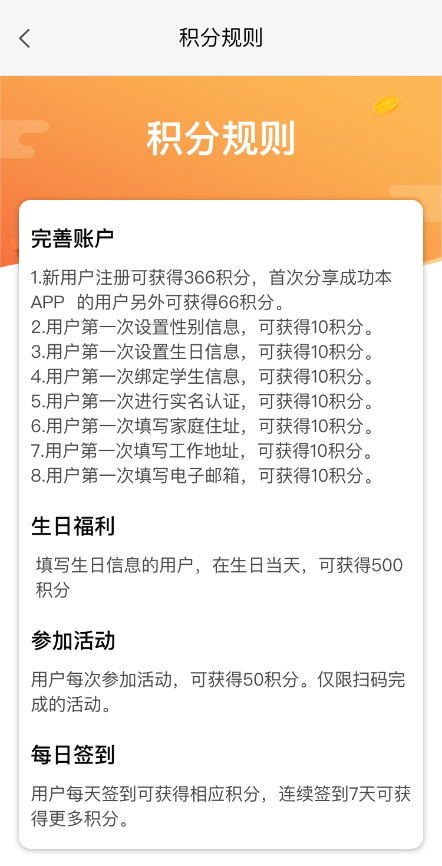 积分规则
积分规则
完善账户
1.新用户注册可获得366积分，首次分享成功本
APP 的用户另外可获得66积分。
2.用户第一次设置性别信息，可获得10积分。
3.用户第一次设置生日信息，可获得10积分。
4.用户第一次绑定学生信息，可获得10积分。
5.用户第一次进行实名认证，可获得10积分。
6.用户第一次填写家庭住址，可获得10积分。
7.用户第一次填写工作地址，可获得10积分。
8.用户第一次填写电子邮箱，可获得10积分。
生日福利
填写生日信息的用户，在生日当天，可获得500
积分
参加活动
用户每次参加活动，可获得50积分。仅限扫码完
成的活动。
每日签到
用户每天签到可获得相应积分，连续签到7天可获
得更多积分。